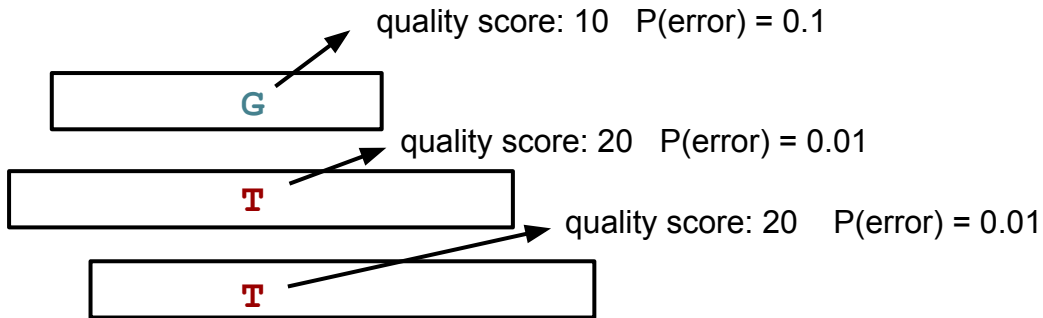 quality score: 10 P(error) = 0.1
G
quality score: 20 P(error) = 0.01
T
quality score: 20 P(error) = 0.01
T